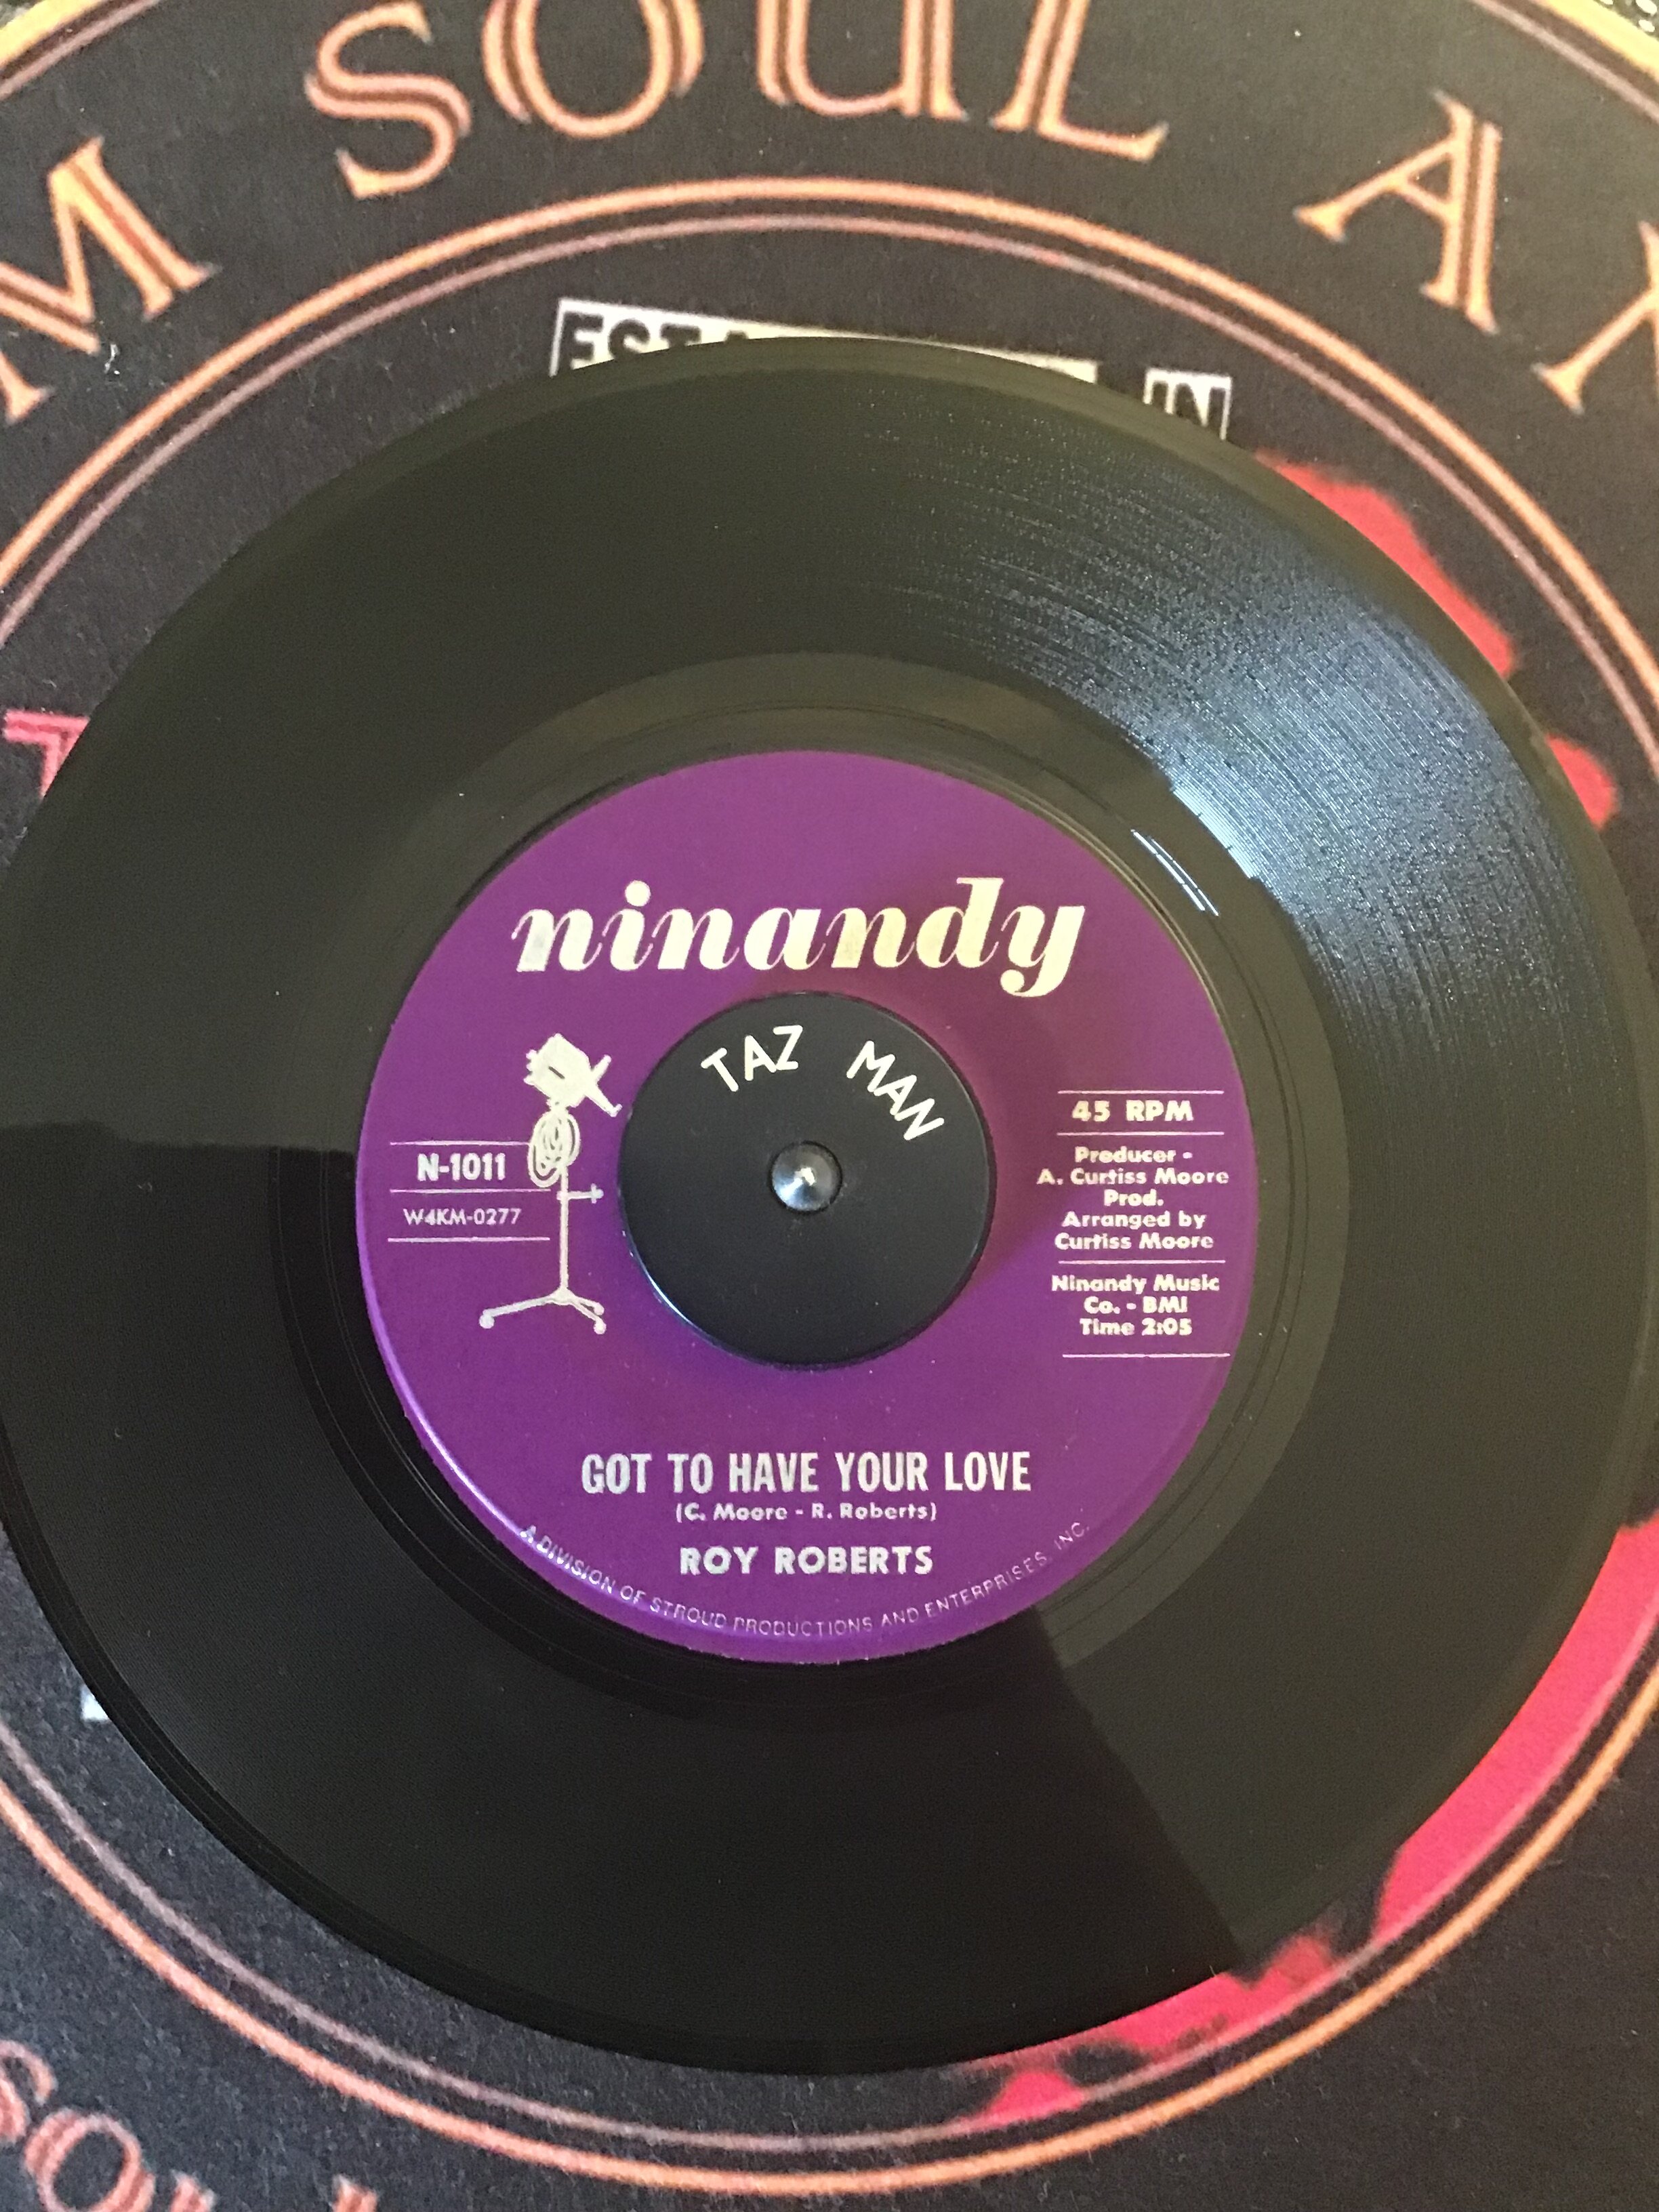 SOUL
ninandy
TAZ MAN
N-1011
W4KM-0277
45 RPM
Producer -
A. Curtiss Moore
Prod.
Arranged by
Curtiss Moore
Ninandy Music
Co. - BMI
Time 2:05
GOT TO HAVE YOUR LOVE
(C. Moore - R. Roberts)
ROY ROBERTS
A DIVISION OF STROUD PRODUCTIONS AND ENTERPRISES, INC.